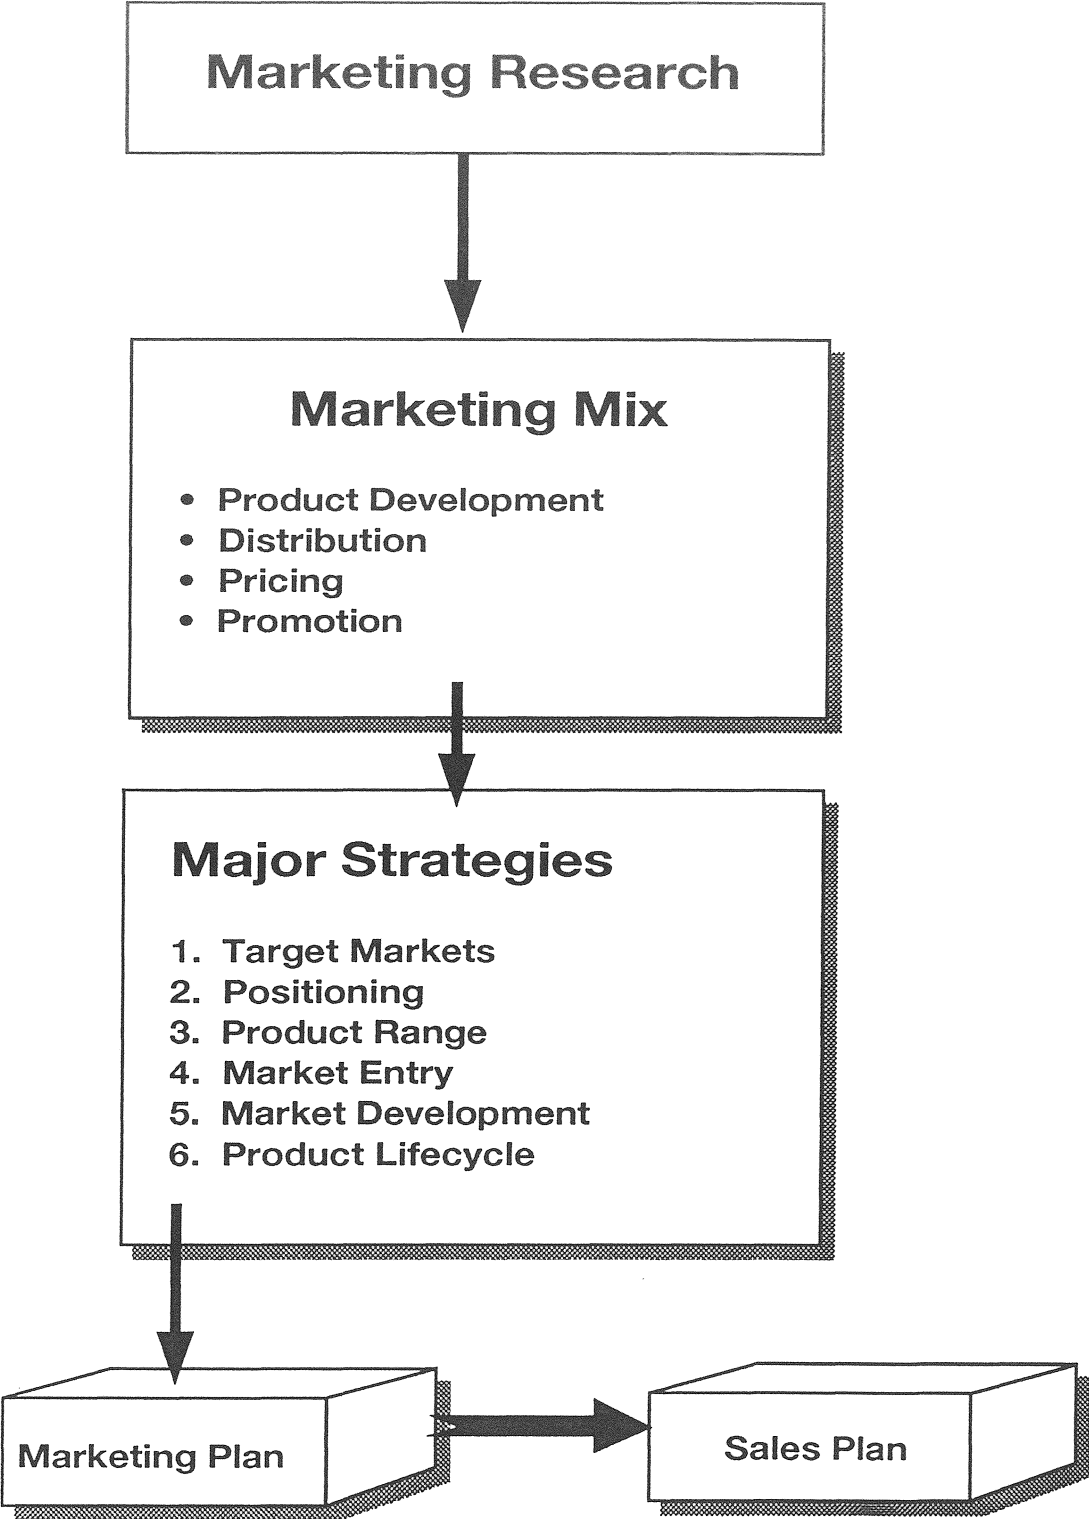 Marketing Research
Marketing Mix
• Product Development
• Distribution
• Pricing
• Promotion
Major Strategies
1. Target Markets
2. Positioning
3. Product Range
4. Market Entry
5. Market Development
6. Product Lifecycle
Marketing Plan
Sales Plan